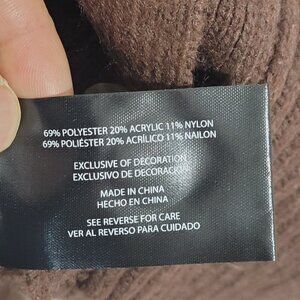 69% POLYESTER 20% ACRYLIC 11% NYLON
69% POLIÉSTER 20% ACRÍLICO 11% NAILON
EXCLUSIVE OF DECORATION
EXCLUSIVO DE DECORACIÓN
MADE IN CHINA
HECHO EN CHINA
SEE REVERSE FOR CARE
VER AL REVERSO PARA CUIDADO